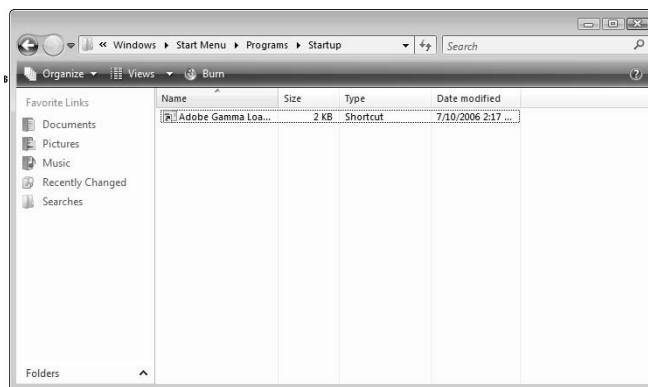 « Windows ▸ Start Menu ▸ Programs ▸ Startup Search
B
Organize Views Burn
Favorite Links Name Size Type Date modified
Documents Adobe Gamma Loa... 2 KB Shortcut 7/10/2006 2:17 ...
Pictures
Music
Recently Changed
Searches
Folders